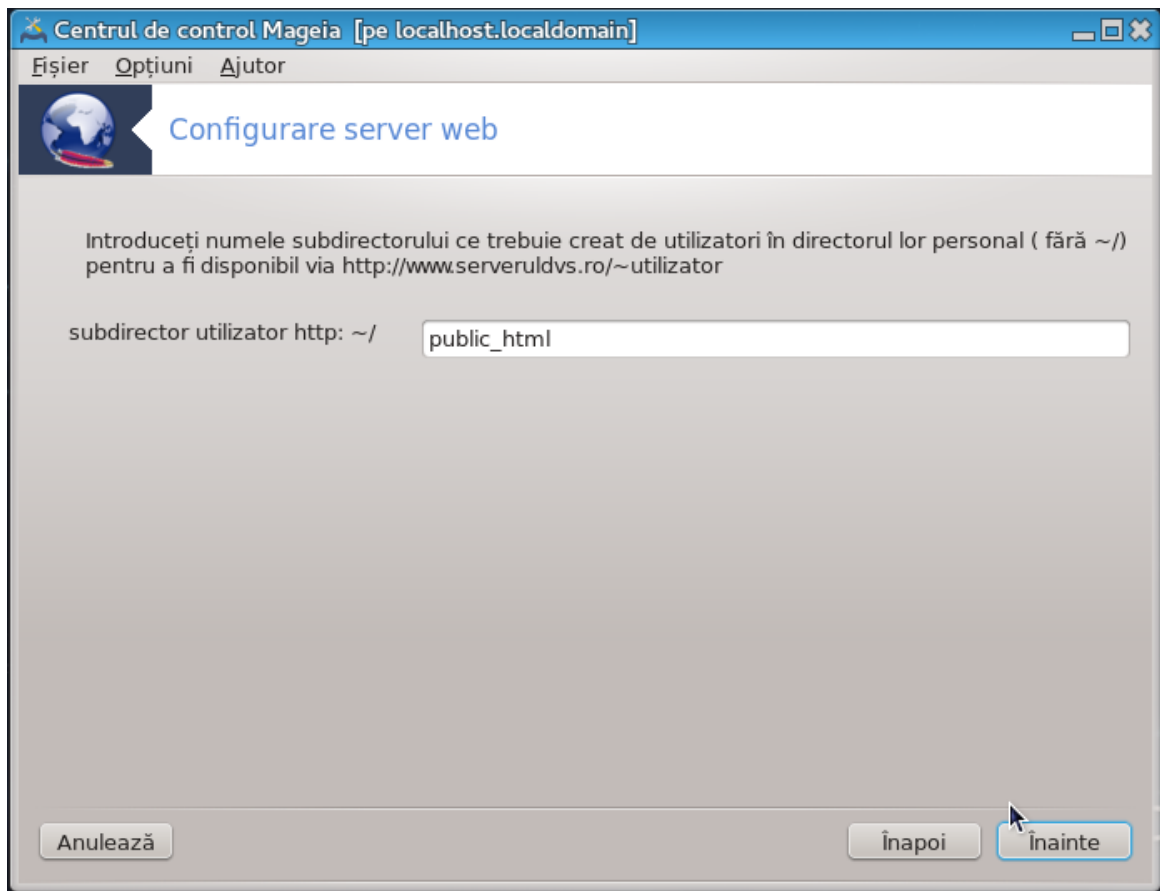 Centrul de control Mageia [pe localhost.localdomain]
Fișier Opțiuni Ajutor
Configurare server web
Introduceți numele subdirectorului ce trebuie creat de utilizatori în directorul lor personal ( fără ~/)
pentru a fi disponibil via http://www.serveruldvs.ro/~utilizator
subdirector utilizator http: ~/ public_html
Anulează Înapoi Înainte